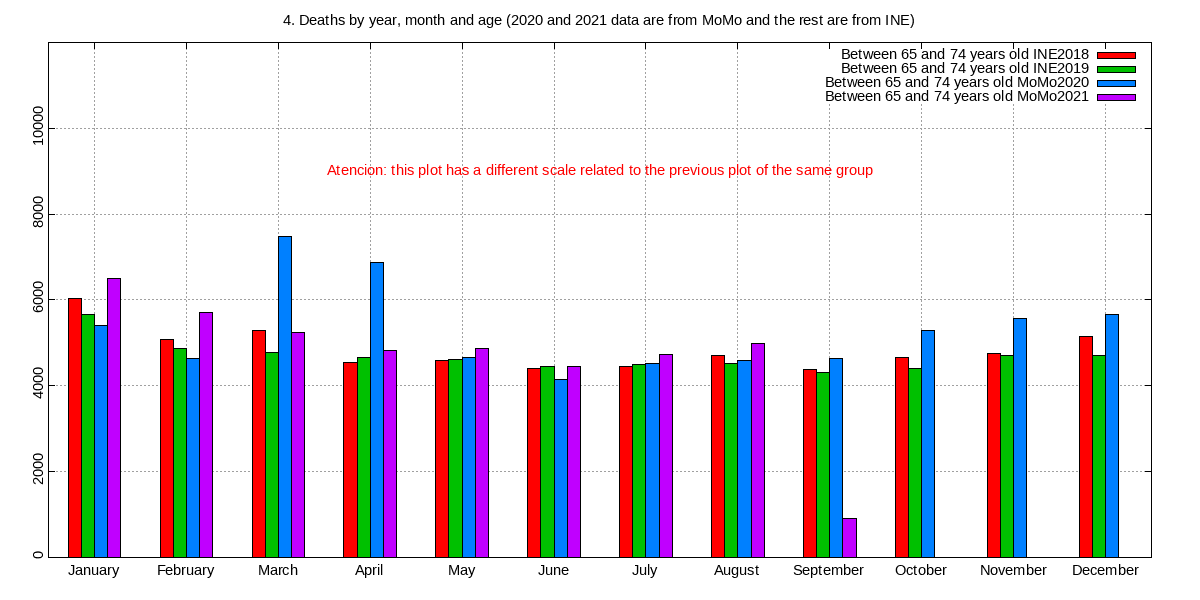 4. Deaths by year, month and age (2020 and 2021 data are from MoMo and the rest are from INE)
Between 65 and 74 years old INE2018
Between 65 and 74 years old INE2019
Between 65 and 74 years old MoMo2020
Between 65 and 74 years old MoMo2021
Atencion: this plot has a different scale related to the previous plot of the same group
10000
8000
6000
4000
2000
0
January February March April May June July August September October November December